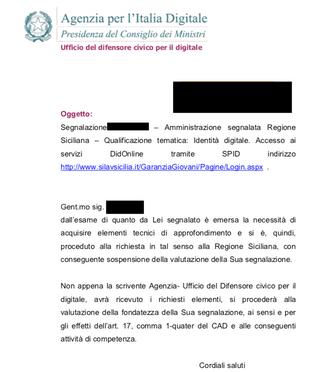 Agenzia per l'Italia Digitale
Presidenza del Consiglio dei Ministri
Ufficio del difensore civico per il digitale
Oggetto:
Segnalazione – Amministrazione segnalata Regione
Siciliana – Qualificazione tematica: Identità digitale. Accesso ai
servizi DidOnline tramite SPID indirizzo
http://www.silavsicilia.it/GaranziaGiovani/Pagine/Login.aspx .
Gent.mo sig.
dall'esame di quanto da Lei segnalato è emersa la necessità di
acquisire elementi tecnici di approfondimento e si è, quindi,
proceduto alla richiesta in tal senso alla Regione Siciliana, con
conseguente sospensione della valutazione della Sua segnalazione.
Non appena la scrivente Agenzia- Ufficio del Difensore civico per il
digitale, avrà ricevuto i richiesti elementi, si procederà alla
valutazione della fondatezza della Sua segnalazione, ai sensi e per
gli effetti dell'art. 17, comma 1-quater del CAD e alle conseguenti
attività di competenza.
Cordiali saluti